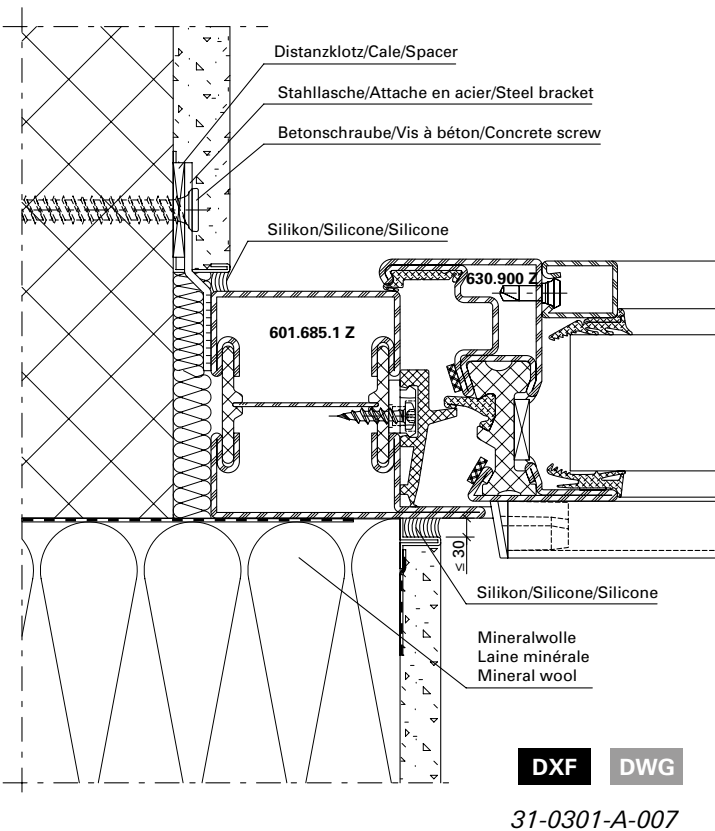 Distanzklotz/Cale/Spacer
Stahllasche/Attache en acier/Steel bracket
Betonschraube/Vis à béton/Concrete screw
Silikon/Silicone/Silicone
630.900 Z
601.685.1 Z
≤ 30
Silikon/Silicone/Silicone
Mineralwolle
Laine minérale
Mineral wool
DXF DWG
31-0301-A-007